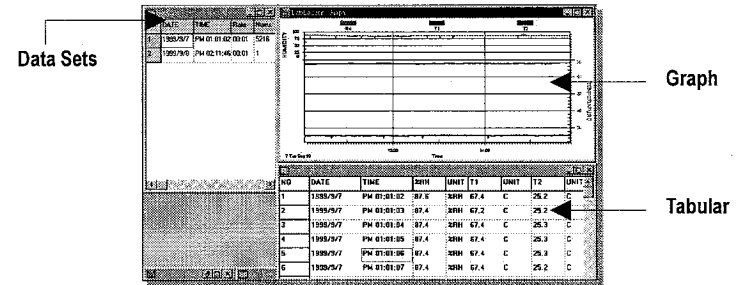 Data Sets
DATE TIME Rate Nums
1 1999/9/7 PM 01:01:02 00:01 5216
2 1999/9/8 PM 02:11:46 00:01 1
Graph
HUMIDITY
T1
Time
NO DATE TIME %RH UNIT T1 UNIT T2 UNIT
1 1999/9/7 PM 01:01:02 87.6 %RH 67.4 C 25.2 C
2 1999/9/7 PM 01:01:03 87.4 %RH 67.2 C 25.2 C
3 1999/9/7 PM 01:01:04 87.4 %RH 67.4 C 25.3 C
4 1999/9/7 PM 01:01:05 87.4 %RH 67.4 C 25.3 C
5 1999/9/7 PM 01:01:06 87.4 %RH 67.4 C 25.3 C
6 1999/9/7 PM 01:01:07 87.4 %RH 67.4 C 25.2 C
Graph
Tabular